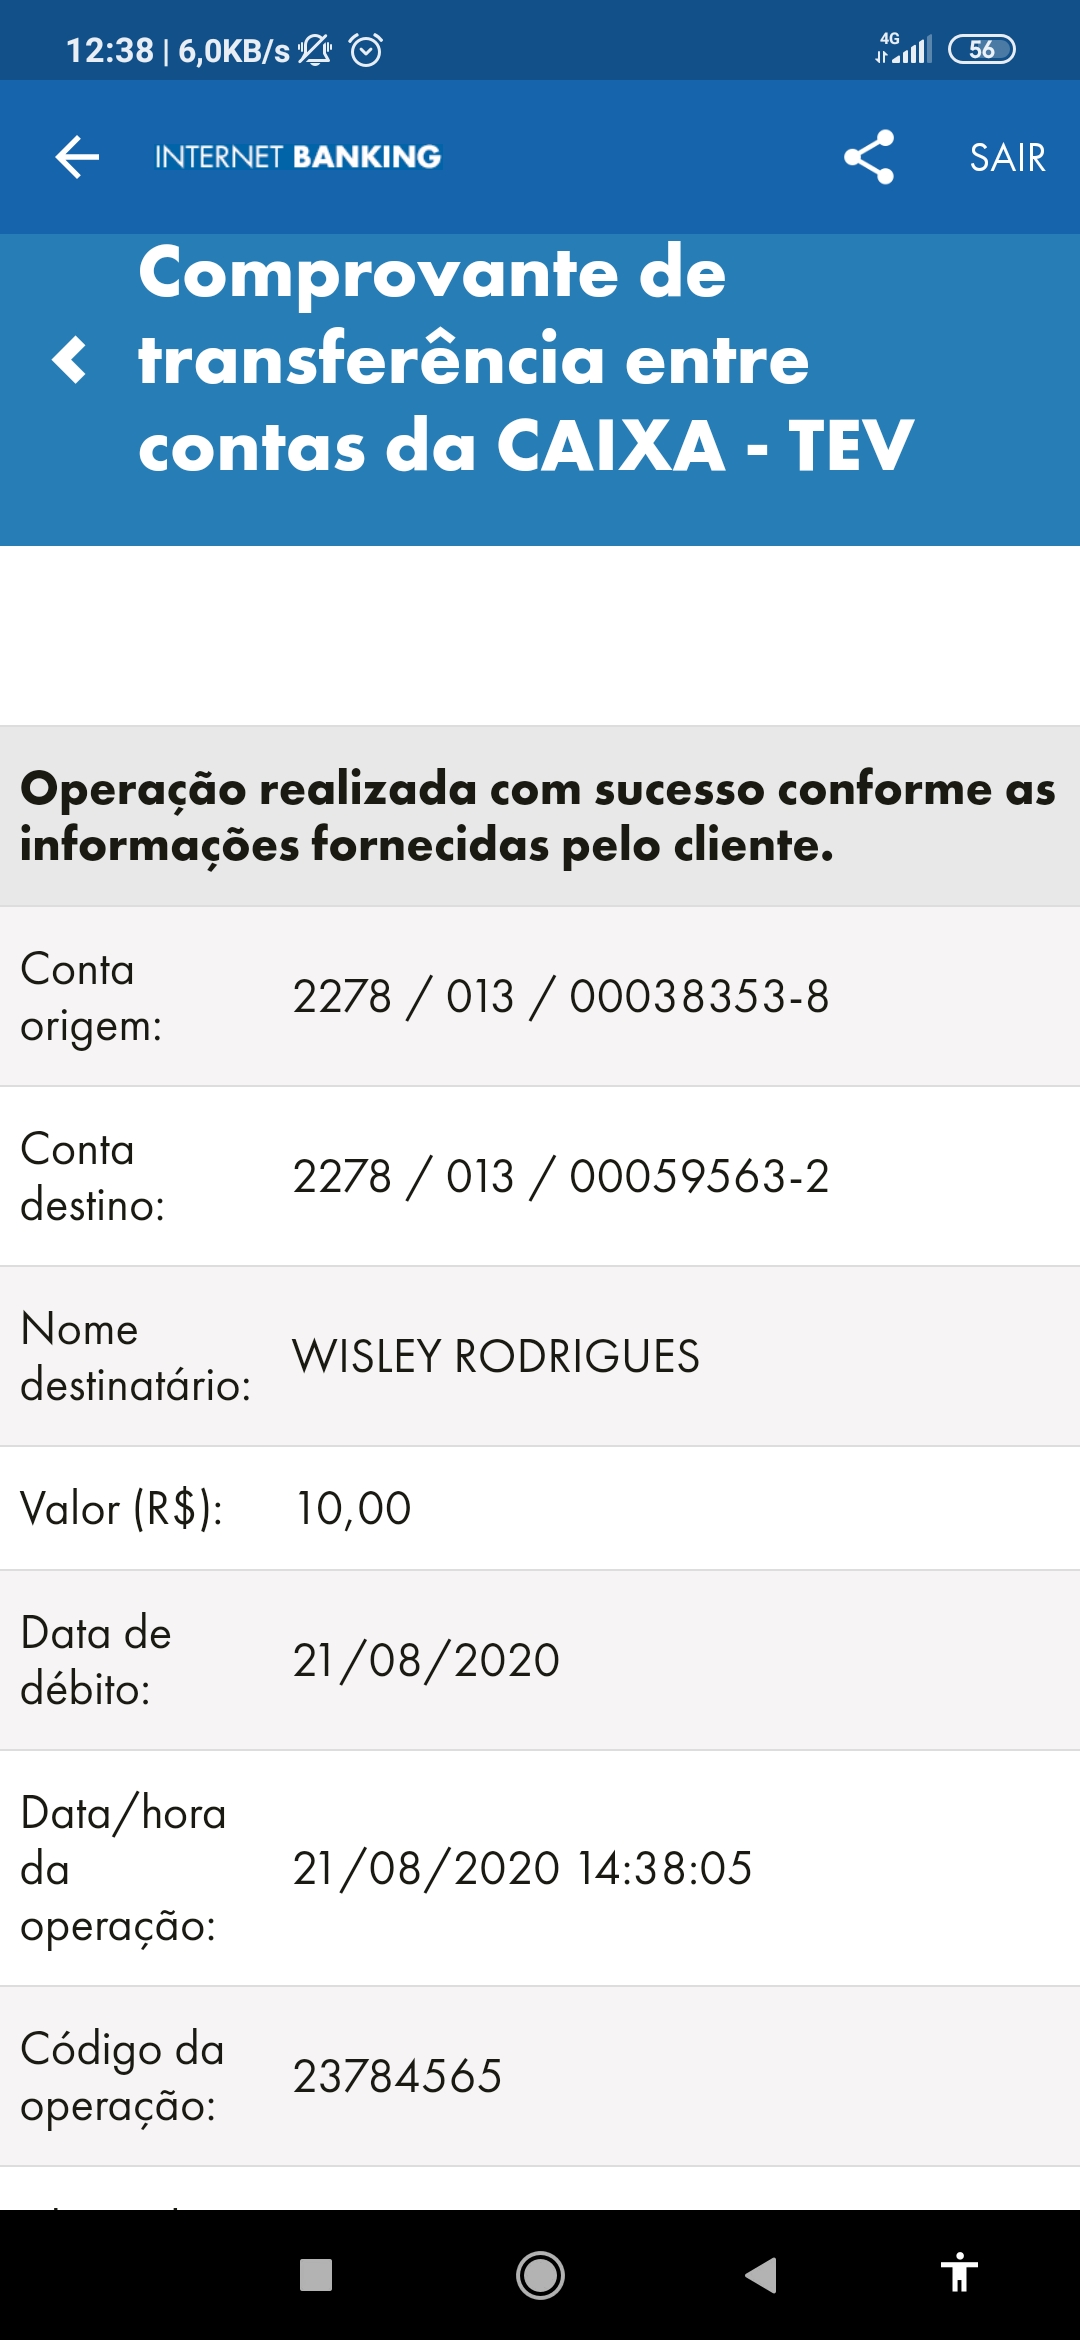 12:38 | 6,0KB/s
4G
56
INTERNET BANKING
SAIR
Comprovante de
transferência entre
contas da CAIXA - TEV
Operação realizada com sucesso conforme as
informações fornecidas pelo cliente.
Conta
origem:
2278 / 013 / 00038353-8
Conta
destino:
2278 / 013 / 00059563-2
Nome
destinatário:
WISLEY RODRIGUES
Valor (R$):
10,00
Data de
débito:
21/08/2020
Data/hora
da
operação:
21/08/2020 14:38:05
Código da
operação:
23784565